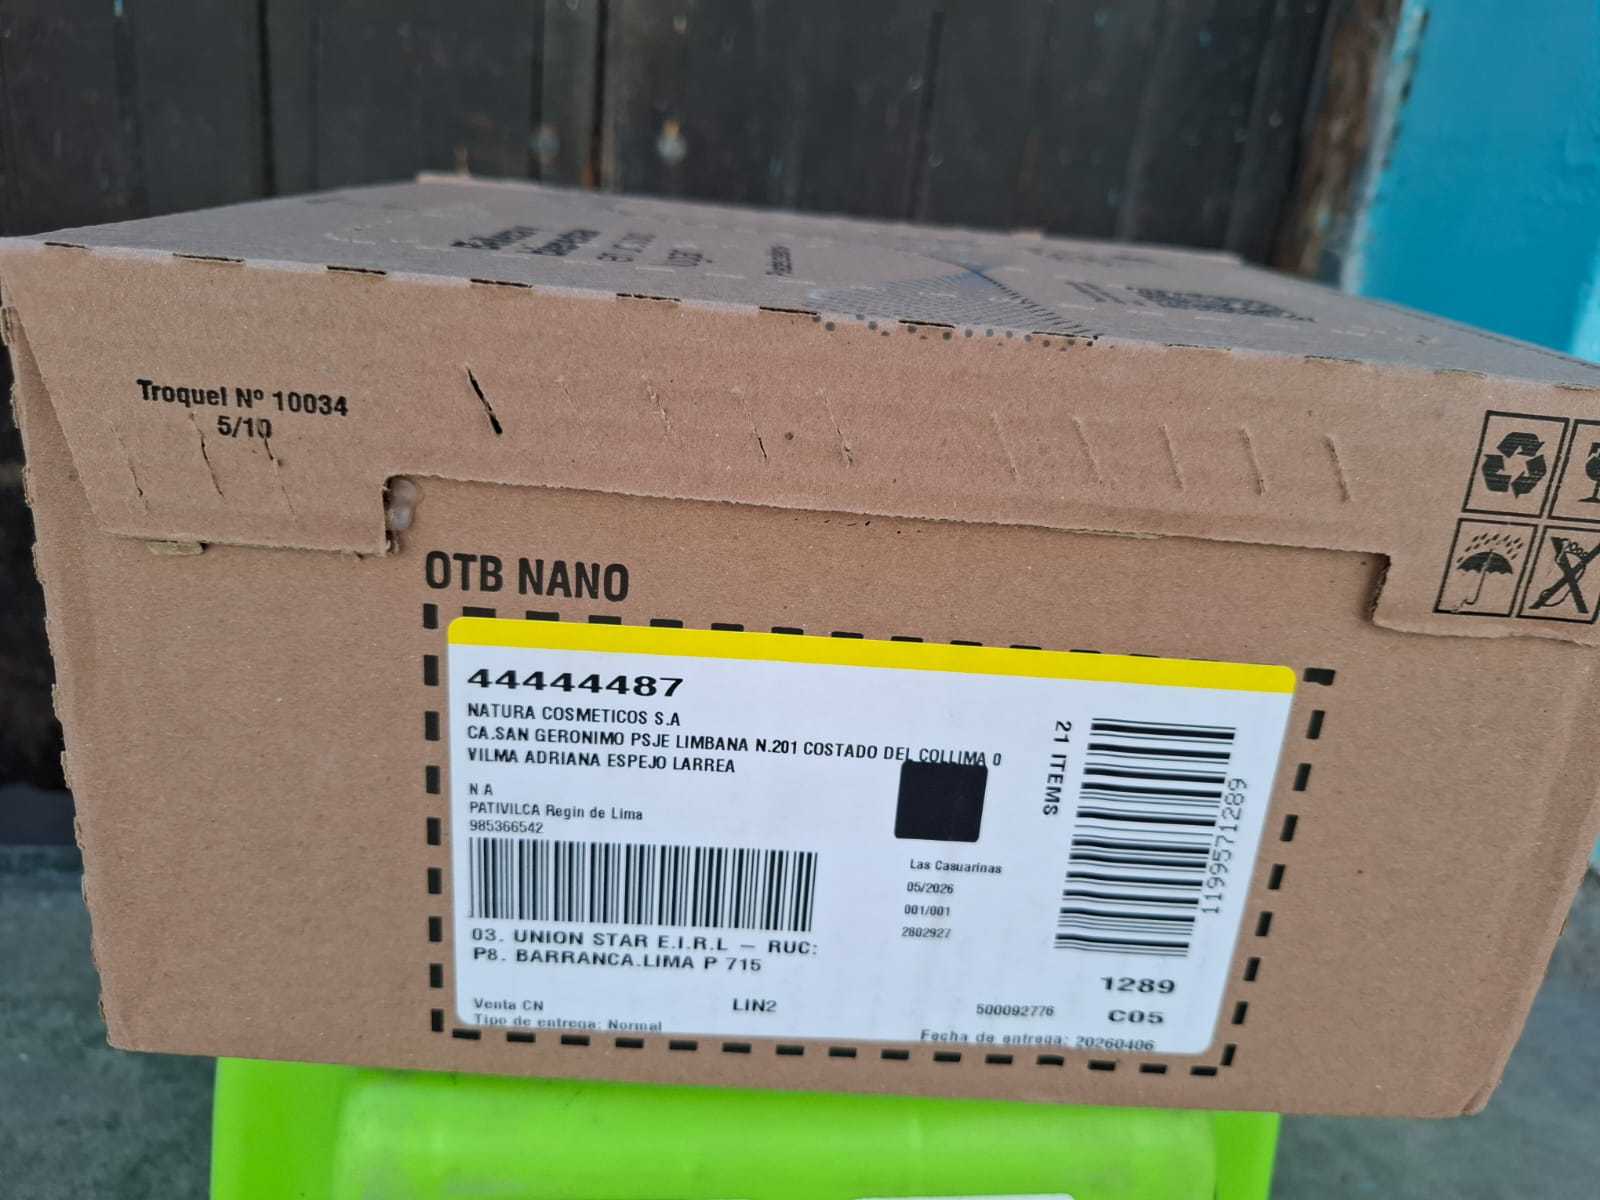 Troquel Nº 10034
5/10
OTB NANO
44444487
NATURA COSMETICOS S.A
CA.SAN GERONIMO PSJE LIMBANA N.201 COSTADO DEL COLLIMA 0
VILMA ADRIANA ESPEJO LARREA
N A
PATIVILCA Regin de Lima
985366542
21 ITEMS
1199571289
Las Casuarinas
05/2026
001/001
2802927
03. UNION STAR E.I.R.L – RUC:
P8. BARRANCA.LIMA P 715
1289
Venta CN
LIN2
500092776
C05
Tipo de entrega: Normal
Fecha de entrega: 20260406